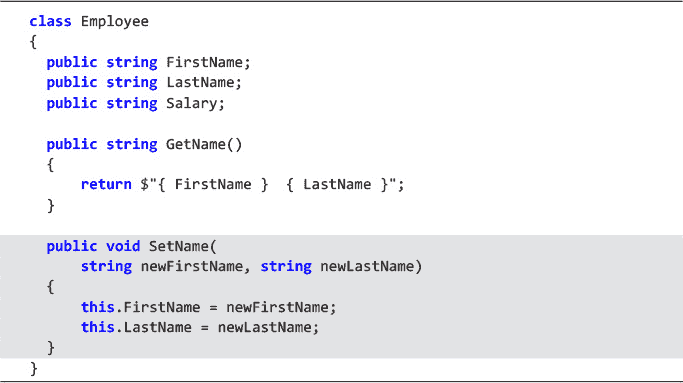 class Employee
{
  public string FirstName;
  public string LastName;
  public string Salary;

  public string GetName()
  {
      return $"{ FirstName }  { LastName }";
  }

  public void SetName(
      string newFirstName, string newLastName)
  {
      this.FirstName = newFirstName;
      this.LastName = newLastName;
  }
}